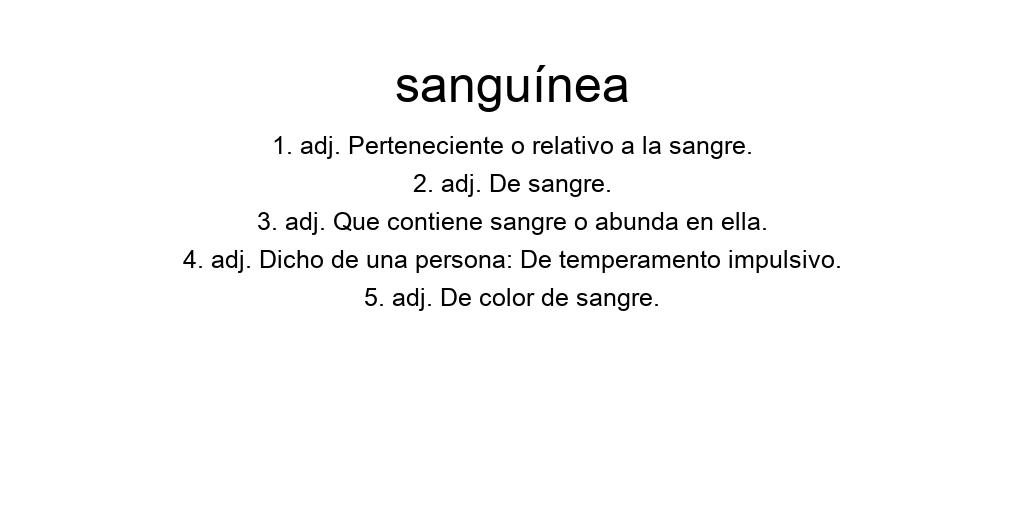 sanguínea
1. adj. Perteneciente o relativo a la sangre.
2. adj. De sangre.
3. adj. Que contiene sangre o abunda en ella.
4. adj. Dicho de una persona: De temperamento impulsivo.
5. adj. De color de sangre.